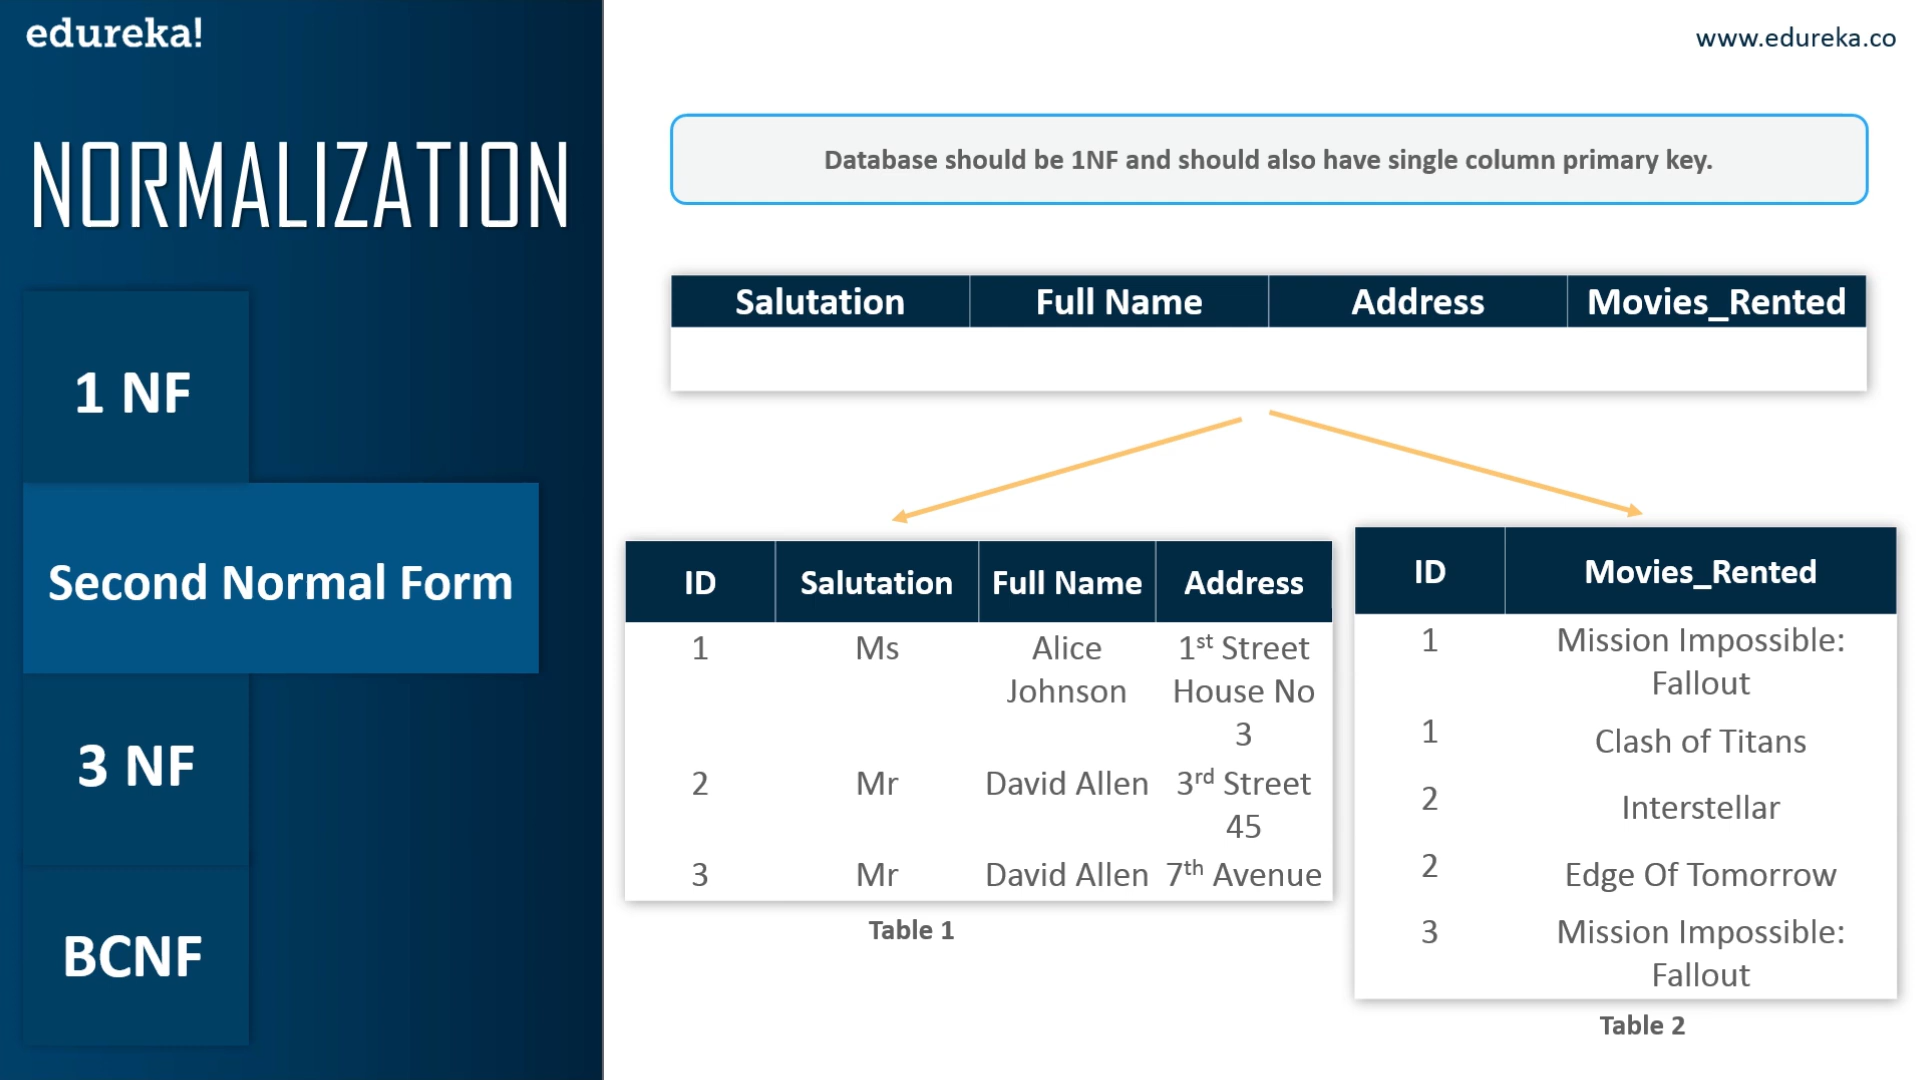 edureka!
www.edureka.co
NORMALIZATION
1 NF
Second Normal Form
3 NF
BCNF
Database should be 1NF and should also have single column primary key.
Salutation Full Name Address Movies_Rented
ID Salutation Full Name Address
1 Ms Alice 1st Street
Johnson House No
3
2 Mr David Allen 3rd Street
45
3 Mr David Allen 7th Avenue
Table 1
ID Movies_Rented
1 Mission Impossible:
Fallout
1 Clash of Titans
2 Interstellar
2 Edge Of Tomorrow
3 Mission Impossible:
Fallout
Table 2